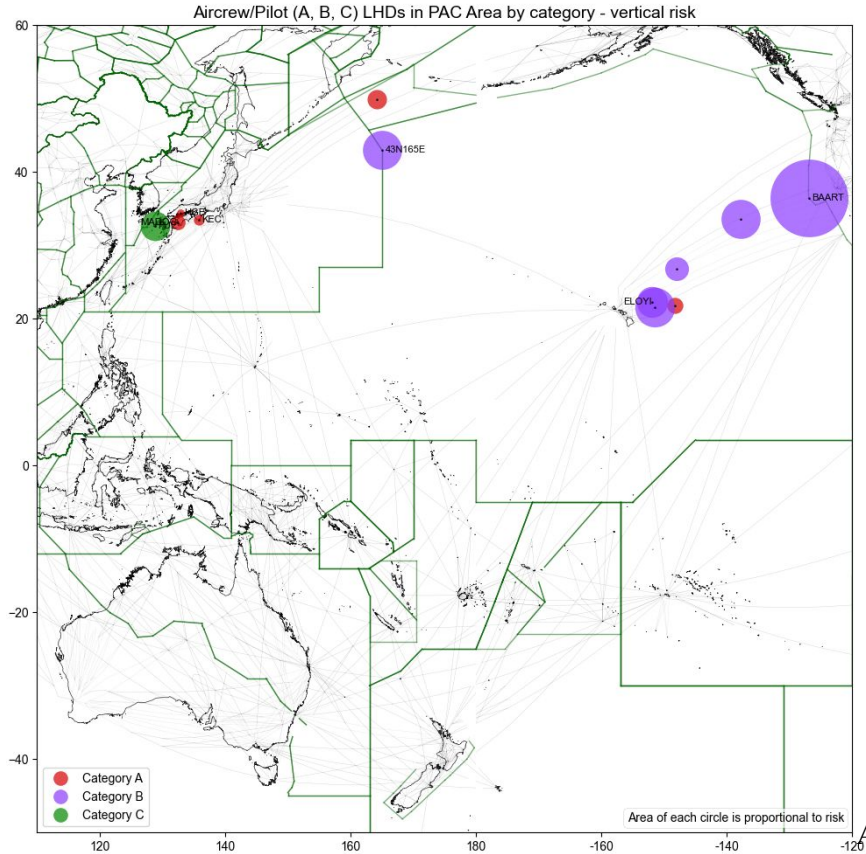 Aircrew/Pilot (A, B, C) LHDs in PAC Area by category - vertical risk
60
40
20
0
−20
−40
43N165E
BAART
KEC
ELOYI
Category A
Category B
Category C
Area of each circle is proportional to risk
120
140
160
180
-160
-140
-120
A